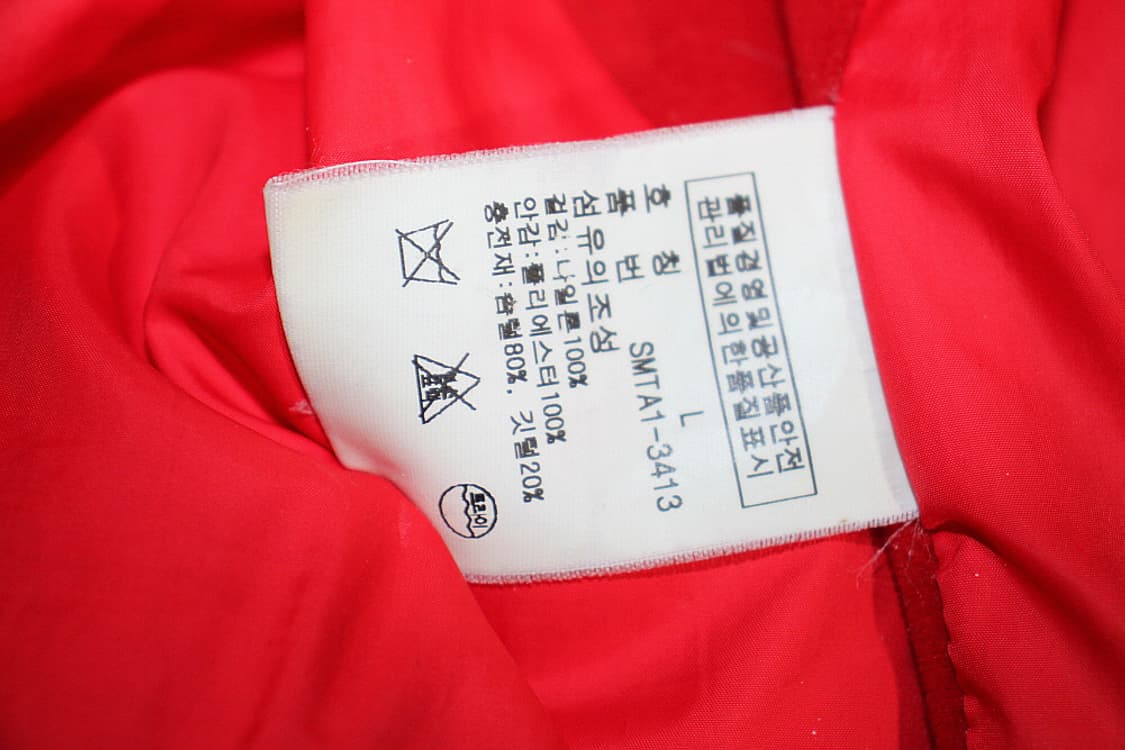 품질경영및공산품안전
관리법에의한품질표시
호 칭 L
품 번 SMTA1-3413
섬유의조성
겉감:나일론100%
안감:폴리에스터100%
충전재:솜털80%, 깃털20%
드라이